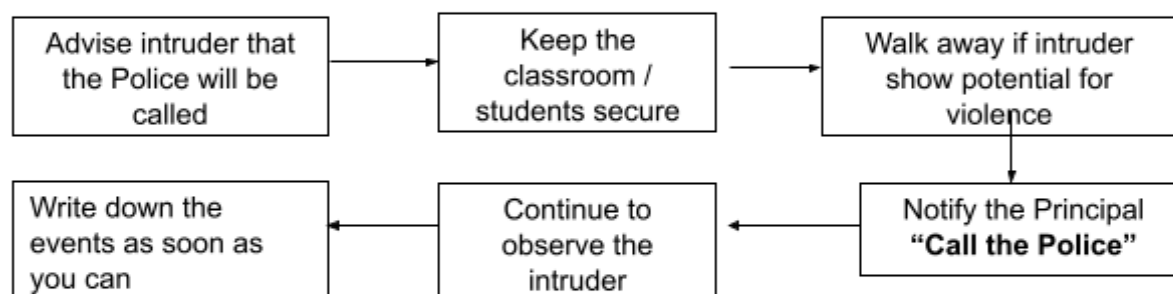 Advise intruder that
the Police will be
called
Keep the
classroom /
students secure
Walk away if intruder
show potential for
violence
Notify the Principal
“Call the Police”
Continue to
observe the
intruder
Write down the
events as soon as
you can